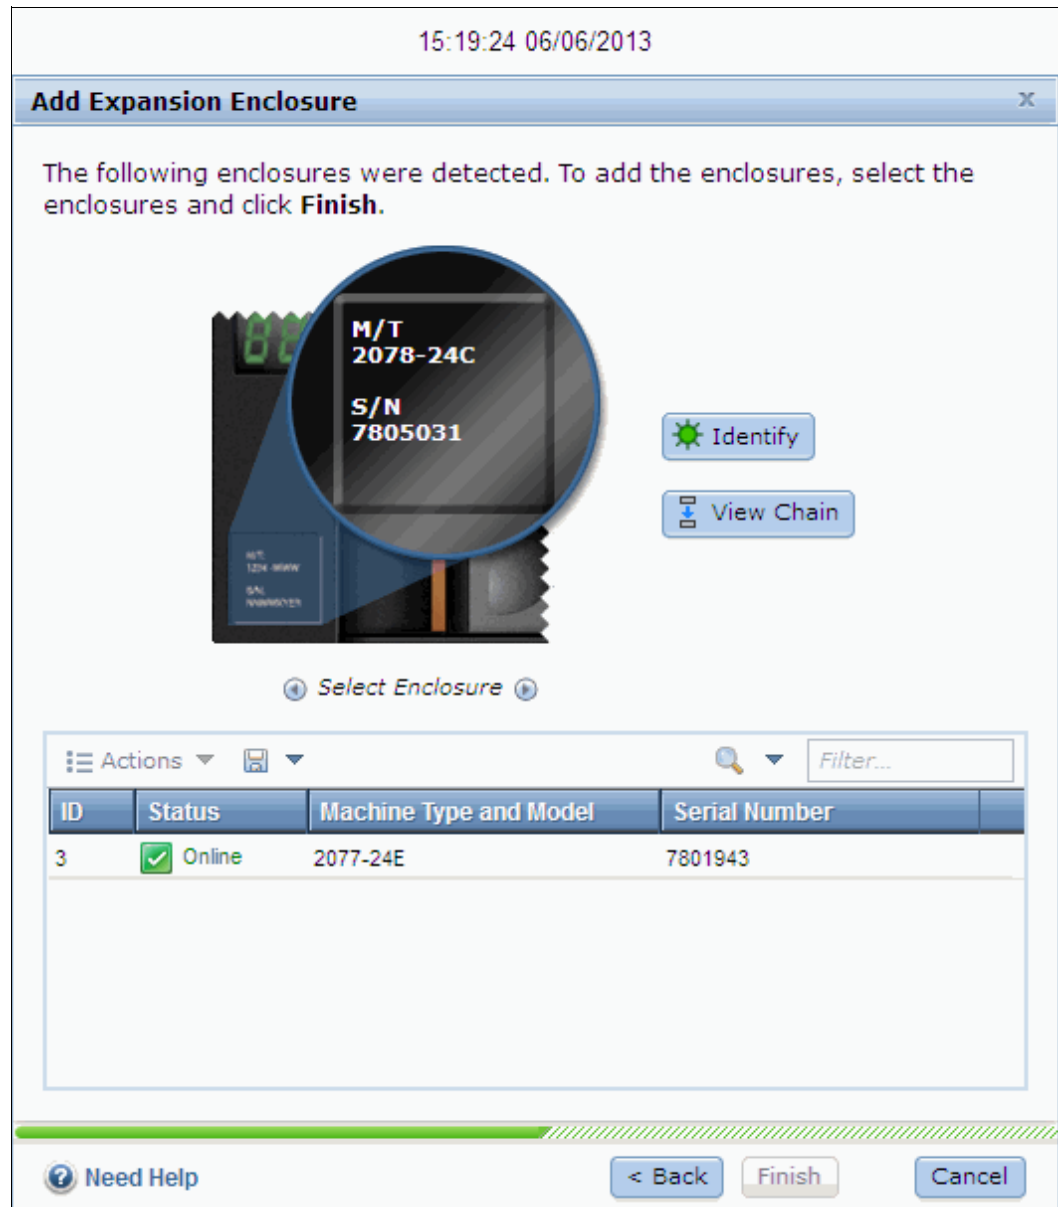 15:19:24 06/06/2013
Add Expansion Enclosure x
The following enclosures were detected. To add the enclosures, select the
enclosures and click Finish.
M/T
2078-24C
S/N
7805031
M/T:
S/N:
Identify
View Chain
Select Enclosure
Actions Filter...
ID Status Machine Type and Model Serial Number
3 Online 2077-24E 7801943
Need Help < Back Finish Cancel